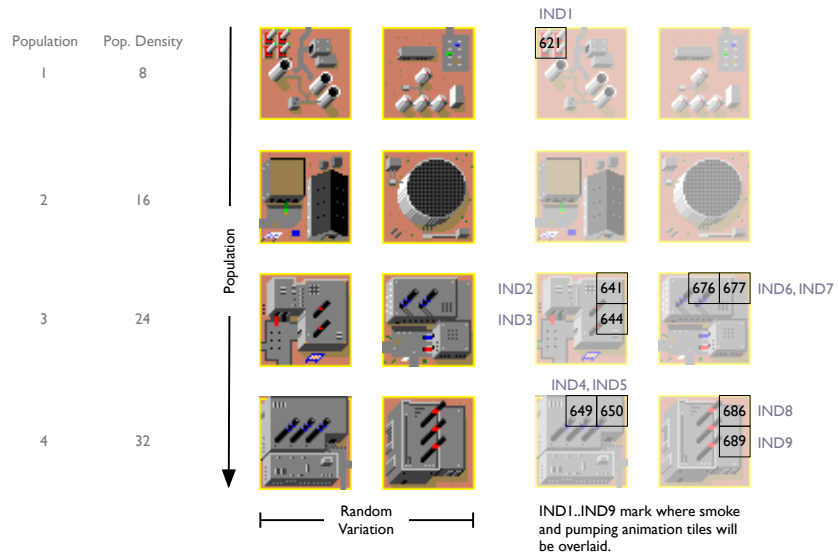 IND1
621
Population Pop. Density
1 8
2 16
Population
IND2 641 676 677 IND6, IND7
3 24 IND3 644
IND4, IND5
649 650 686 IND8
4 32 689 IND9
Random
Variation
IND1..IND9 mark where smoke
and pumping animation tiles will
be overlaid.